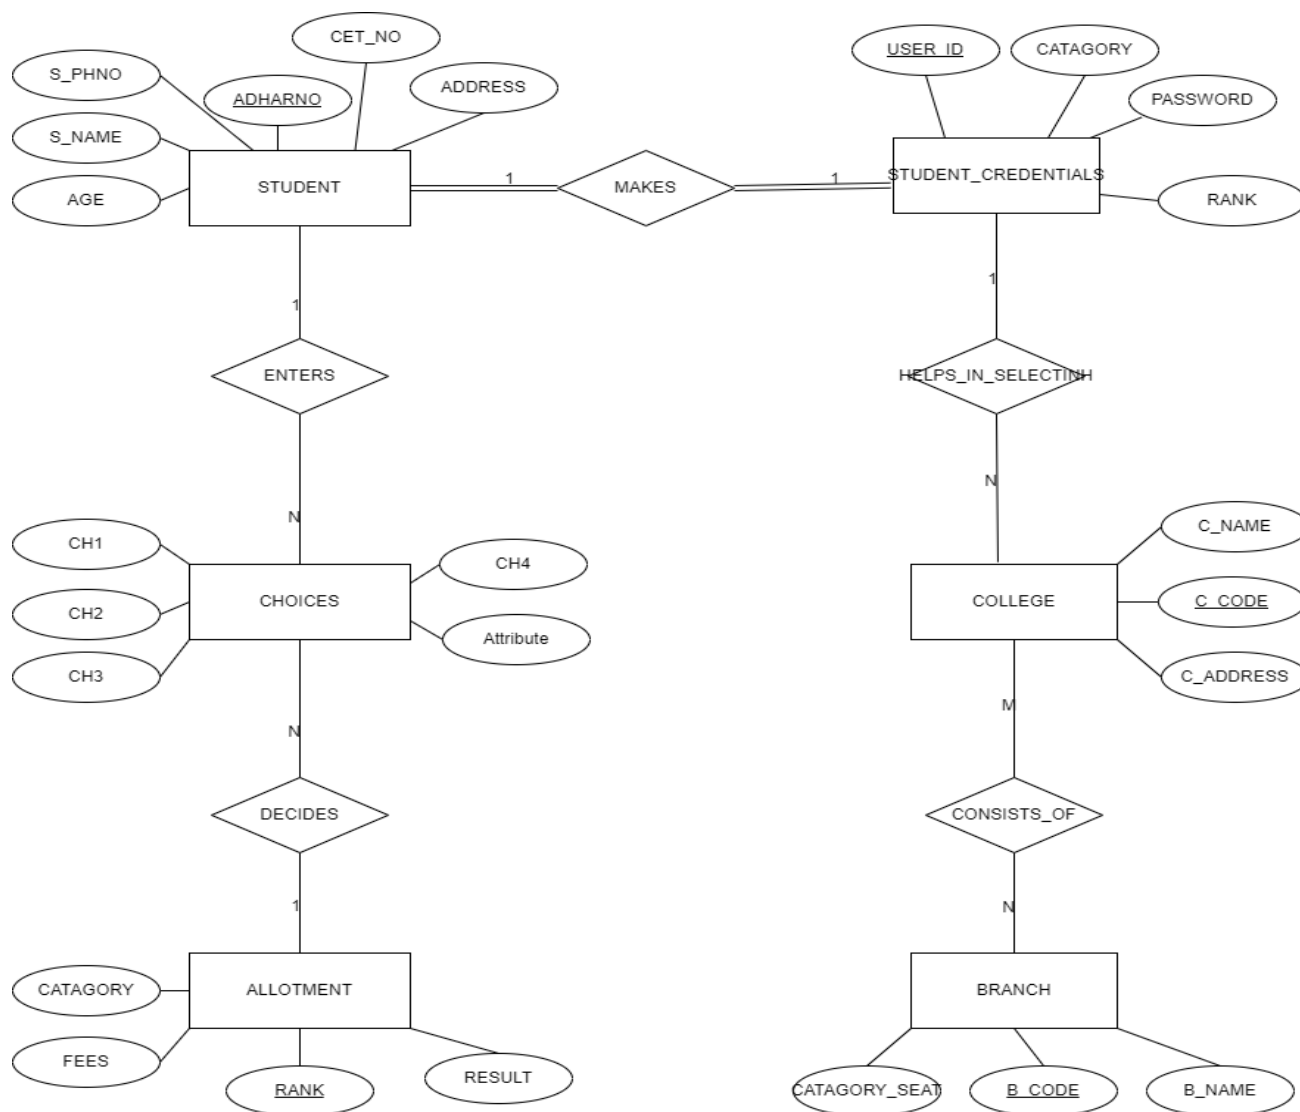 CET_NO
USER_ID
CATAGORY
S_PHNO
ADHARNO
ADDRESS
PASSWORD
S_NAME
STUDENT
1
MAKES
1
STUDENT_CREDENTIALS
AGE
RANK
1
1
ENTERS
HELPS_IN_SELECTINH
N
N
C_NAME
CH1
CH4
CHOICES
COLLEGE
C_CODE
CH2
Attribute
CH3
C_ADDRESS
N
M
DECIDES
CONSISTS_OF
1
N
CATAGORY
ALLOTMENT
BRANCH
FEES
RESULT
RANK
CATAGORY_SEAT
B_CODE
B_NAME